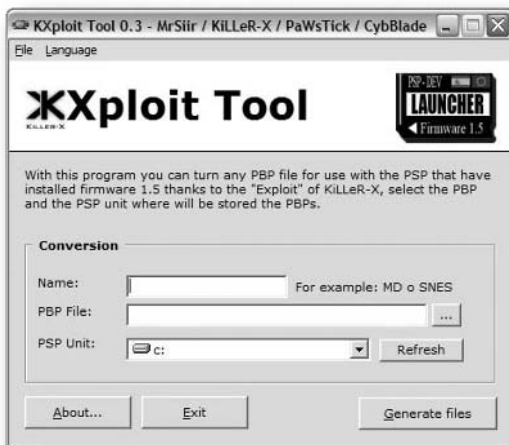 KXploit Tool 0.3 - MrSiir / KiLLeR-X / PaWsTick / CybBlade
File Language
KXploit Tool
KiLLeR-X
PSP-DEV
LAUNCHER
Firmware 1.5
With this program you can turn any PBP file for use with the PSP that have
installed firmware 1.5 thanks to the "Exploit" of KiLLeR-X, select the PBP
and the PSP unit where will be stored the PBPs.
Conversion
Name:
For example: MD o SNES
PBP File:
...
PSP Unit:
c:
Refresh
About...
Exit
Generate files